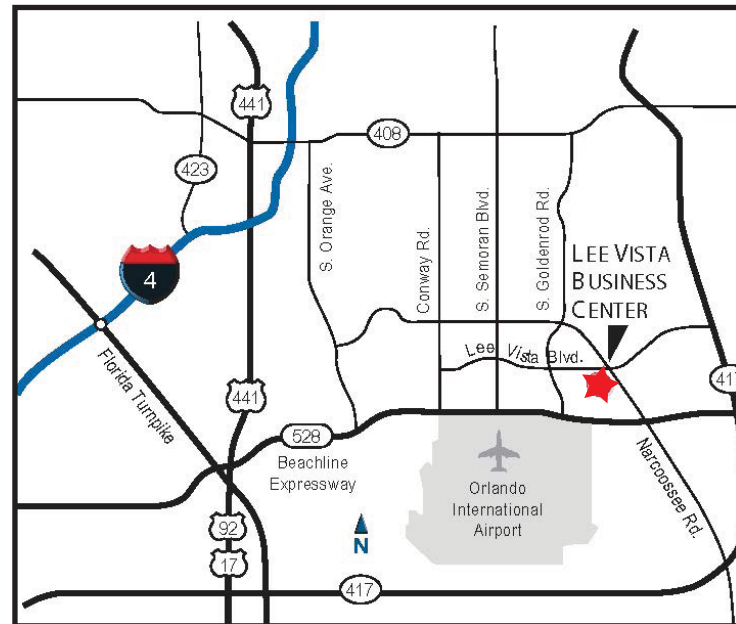 441
408
423
S. Orange Ave.
Conway Rd.
S. Semoran Blvd.
S. Goldenrod Rd.
LEE VISTA
BUSINESS
CENTER
4
Lee Vista Blvd.
Florida Turnpike
441
417
528
Beachline
Expressway
Orlando
International
Airport
Narcoossee Rd.
92
17
N
417